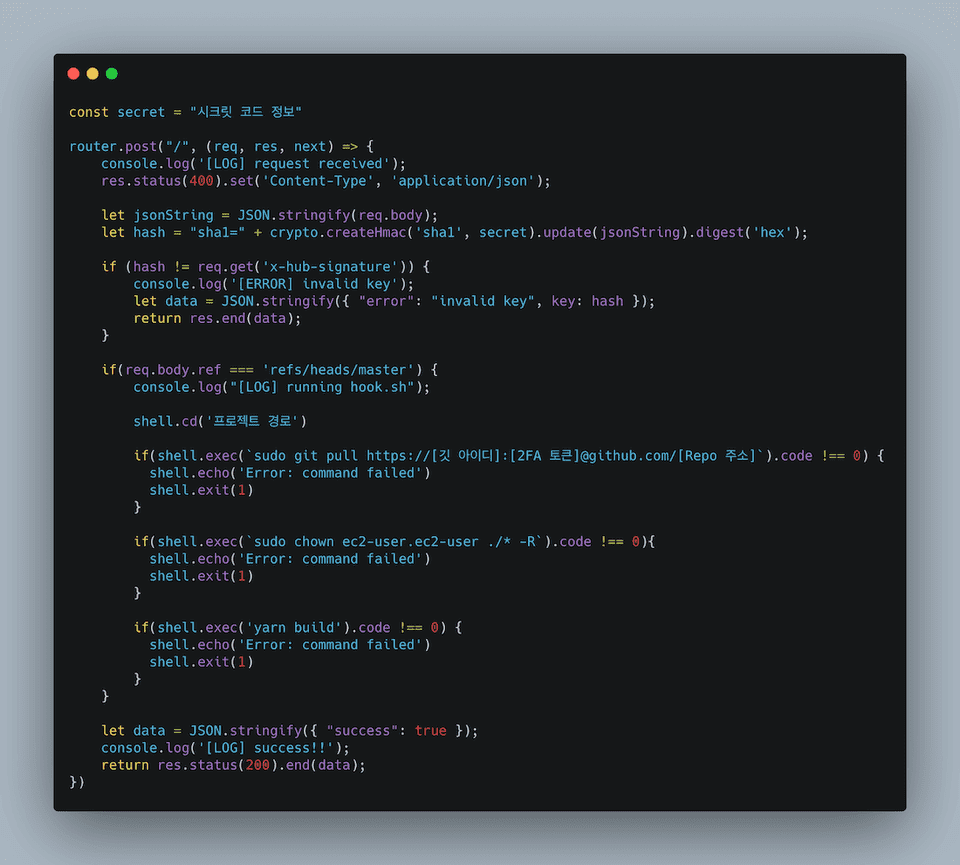 const secret = "시크릿 코드 정보"
router.post("/", (req, res, next) => {
    console.log('[LOG] request received');
    res.status(400).set('Content-Type', 'application/json');
    let jsonString = JSON.stringify(req.body);
    let hash = "sha1=" + crypto.createHmac('sha1', secret).update(jsonString).digest('hex');
    if (hash != req.get('x-hub-signature')) {
        console.log('[ERROR] invalid key');
        let data = JSON.stringify({ "error": "invalid key", key: hash });
        return res.end(data);
    }
    if(req.body.ref === 'refs/heads/master') {
        console.log("[LOG] running hook.sh");
        shell.cd('프로젝트 경로')
        if(shell.exec(`sudo git pull https://[깃 아이디]:[2FA 토큰]@github.com/[Repo 주소]`).code !== 0) {
          shell.echo('Error: command failed')
          shell.exit(1)
        }
        if(shell.exec(`sudo chown ec2-user.ec2-user ./* -R`).code !== 0){
          shell.echo('Error: command failed')
          shell.exit(1)
        }
        if(shell.exec('yarn build').code !== 0) {
          shell.echo('Error: command failed')
          shell.exit(1)
        }
    }
    let data = JSON.stringify({ "success": true });
    console.log('[LOG] success!!');
    return res.status(200).end(data);
})